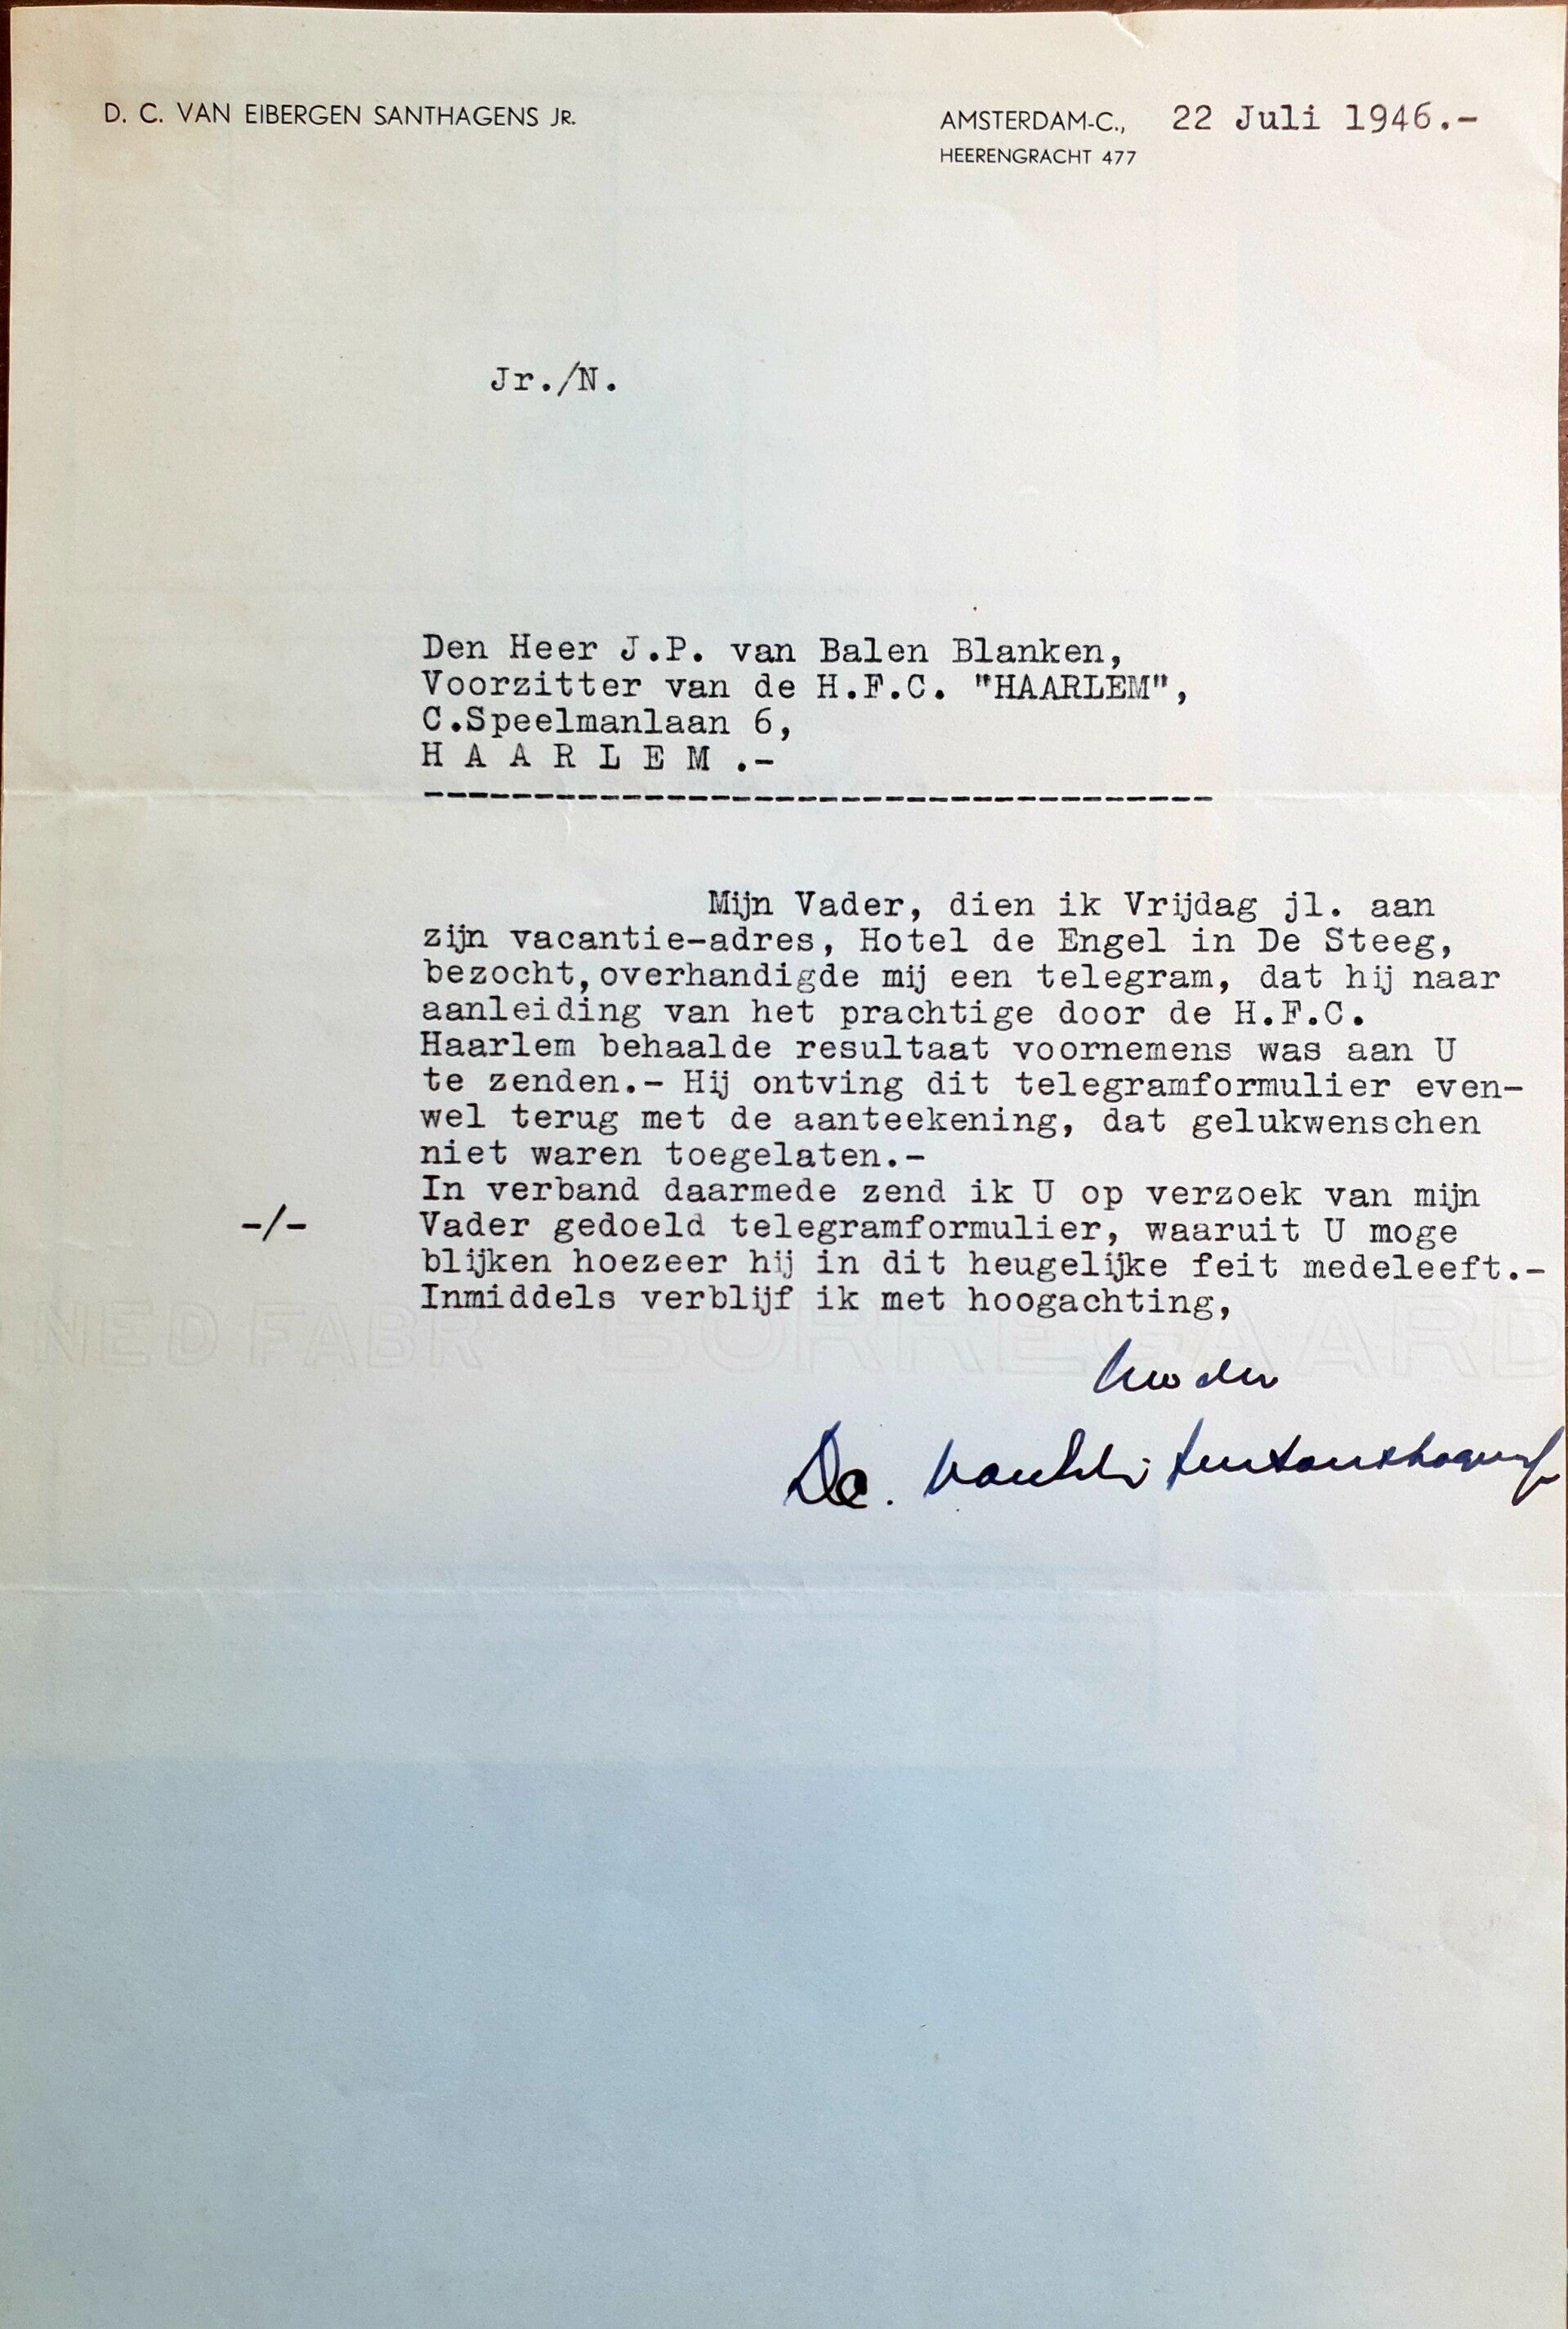 D. C. VAN EIBERGEN SANTHAGENS JR.
AMSTERDAM-C., 22 Juli 1946.-
HEERENGRACHT 477
Jr./N.
Den Heer J.P. van Balen Blanken,
Voorzitter van de H.F.C. "HAARLEM",
C.Speelmanlaan 6,
H A A R L E M .-
Mijn Vader, dien ik Vrijdag jl. aan
zijn vacantie-adres, Hotel de Engel in De Steeg,
bezocht,overhandigde mij een telegram, dat hij naar
aanleiding van het prachtige door de H.F.C.
Haarlem behaalde resultaat voornemens was aan U
te zenden.- Hij ontving dit telegramformulier even-
wel terug met de aanteekening, dat gelukwenschen
niet waren toegelaten.-
In verband daarmede zend ik U op verzoek van mijn
-/- Vader gedoeld telegramformulier, waaruit U moge
blijken hoezeer hij in dit heugelijke feit medeleeft.-
Inmiddels verblijf ik met hoogachting,
NED FABR BORREGAARD